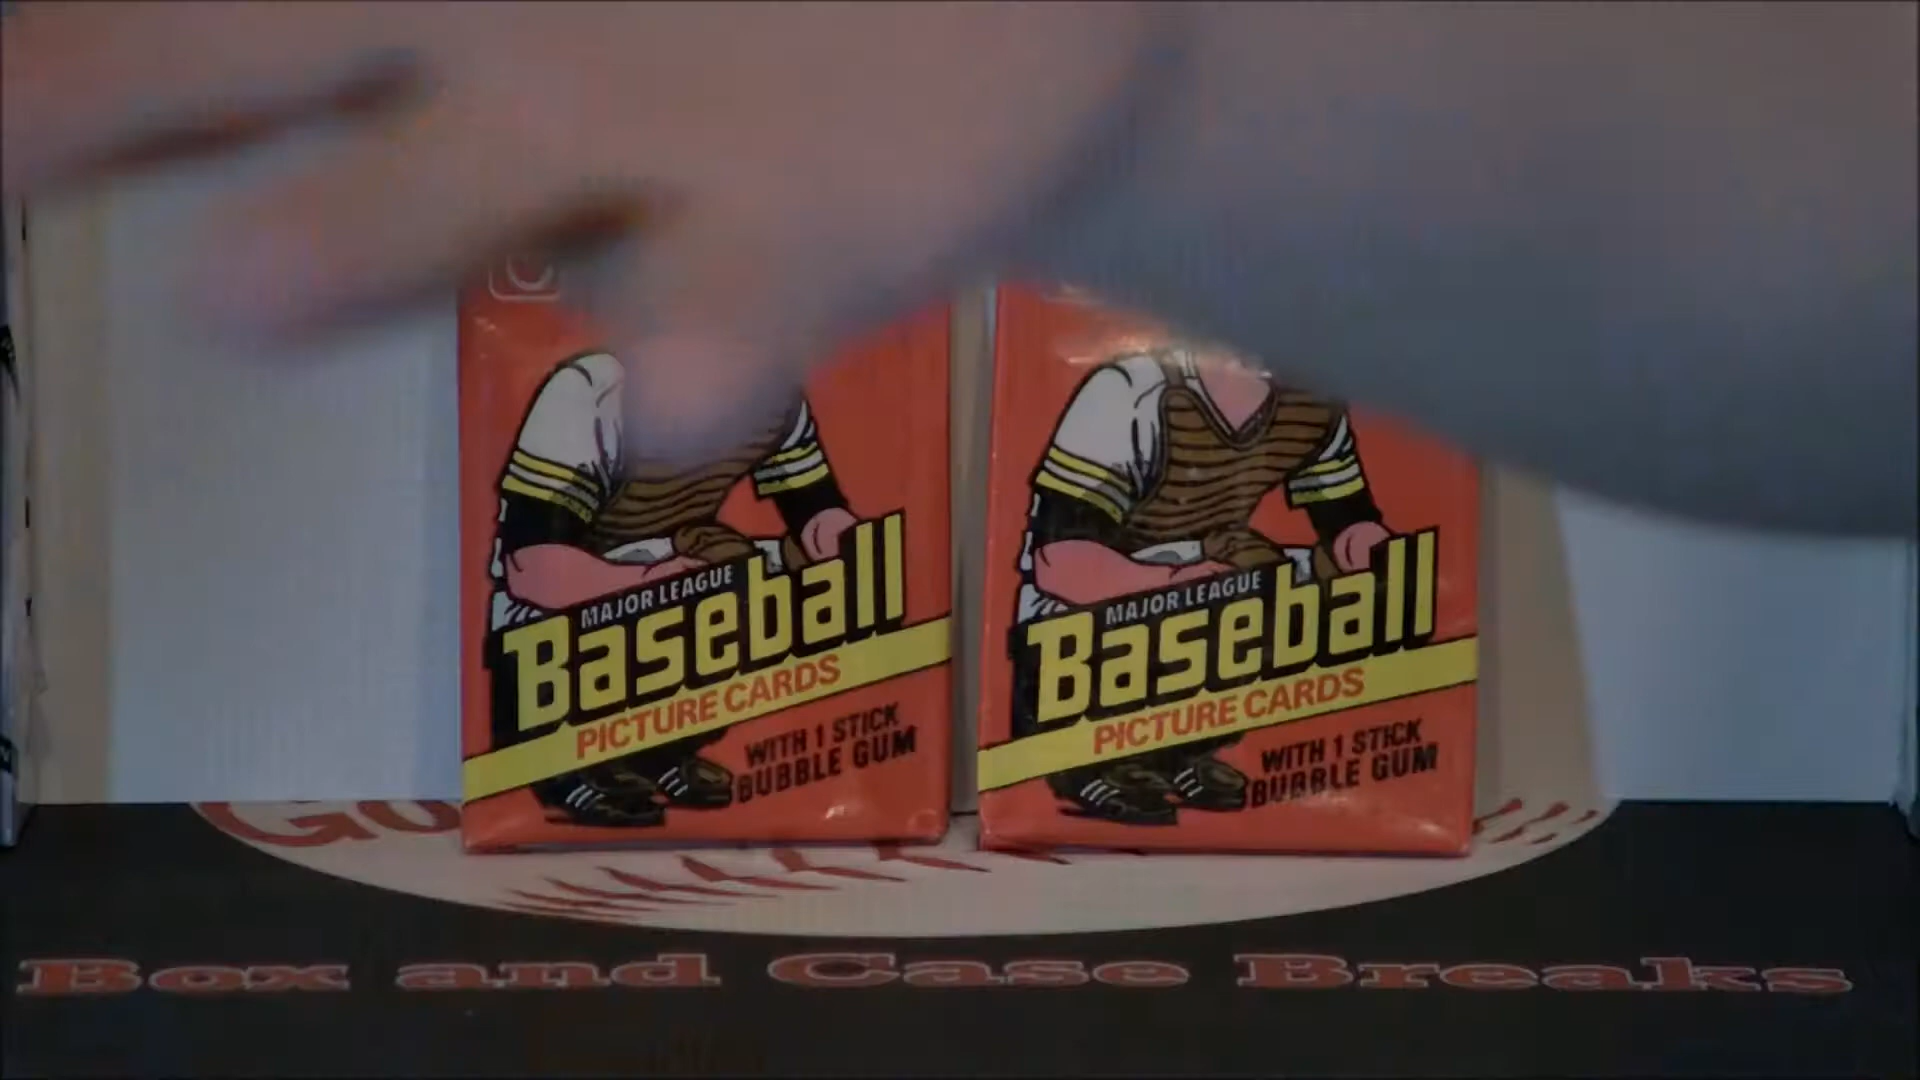 MAJOR LEAGUE
Baseball
PICTURE CARDS
WITH 1 STICK
BUBBLE GUM
MAJOR LEAGUE
Baseball
PICTURE CARDS
WITH 1 STICK
BUBBLE GUM
Box and Case Breaks